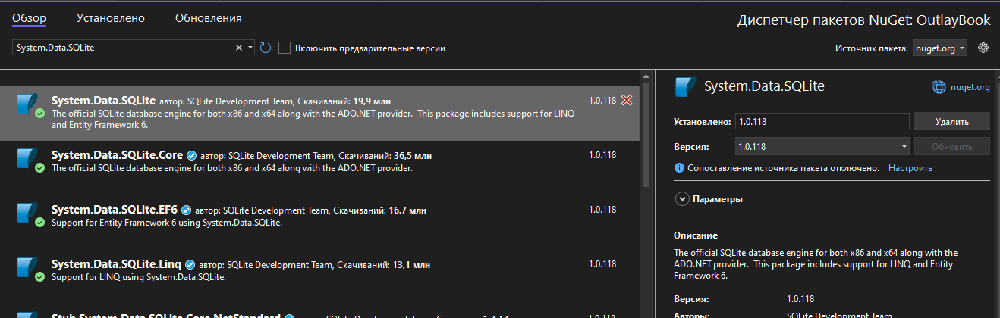 Обзор Установлено Обновления
Диспетчер пакетов NuGet: OutlayBook
System.Data.SQLite
Включить предварительные версии
Источник пакета: nuget.org
System.Data.SQLite автор: SQLite Development Team, Скачиваний: 19,9 млн 1.0.118
The official SQLite database engine for both x86 and x64 along with the ADO.NET provider. This package includes support for LINQ
and Entity Framework 6.
System.Data.SQLite.Core автор: SQLite Development Team, Скачиваний: 36,5 млн 1.0.118
The official SQLite database engine for both x86 and x64 along with the ADO.NET provider.
System.Data.SQLite.EF6 автор: SQLite Development Team, Скачиваний: 16,7 млн 1.0.118
Support for Entity Framework 6 using System.Data.SQLite.
System.Data.SQLite.Linq автор: SQLite Development Team, Скачиваний: 13,1 млн 1.0.118
Support for LINQ using System.Data.SQLite.
Stub.System.Data.SQLite.Core.NetStandard автор: SQLite Development Team, Скачиваний: 1.0.118
System.Data.SQLite nuget.org
Установлено: 1.0.118 Удалить
Версия: 1.0.118 Обновить
Сопоставление источника пакета отключено. Настроить
Параметры
Описание
The official SQLite database engine for both x86 and x64 along with the
ADO.NET provider. This package includes support for LINQ and Entity
Framework 6.
Версия: 1.0.118
Авторы: SQLite Development Team